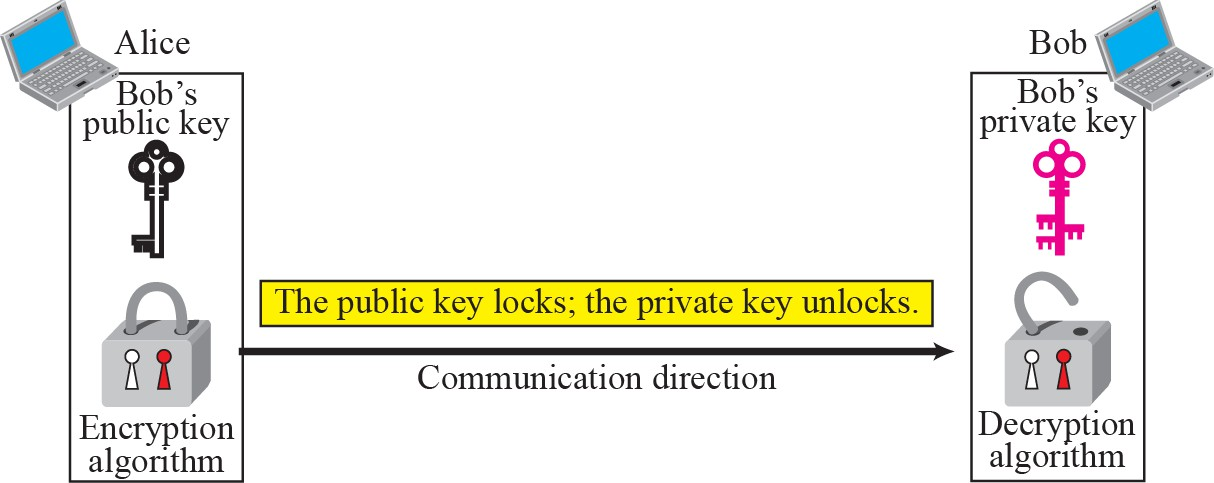 Alice
Bob’s
public key
Encryption
algorithm
The public key locks; the private key unlocks.
Communication direction
Bob
Bob’s
private key
Decryption
algorithm